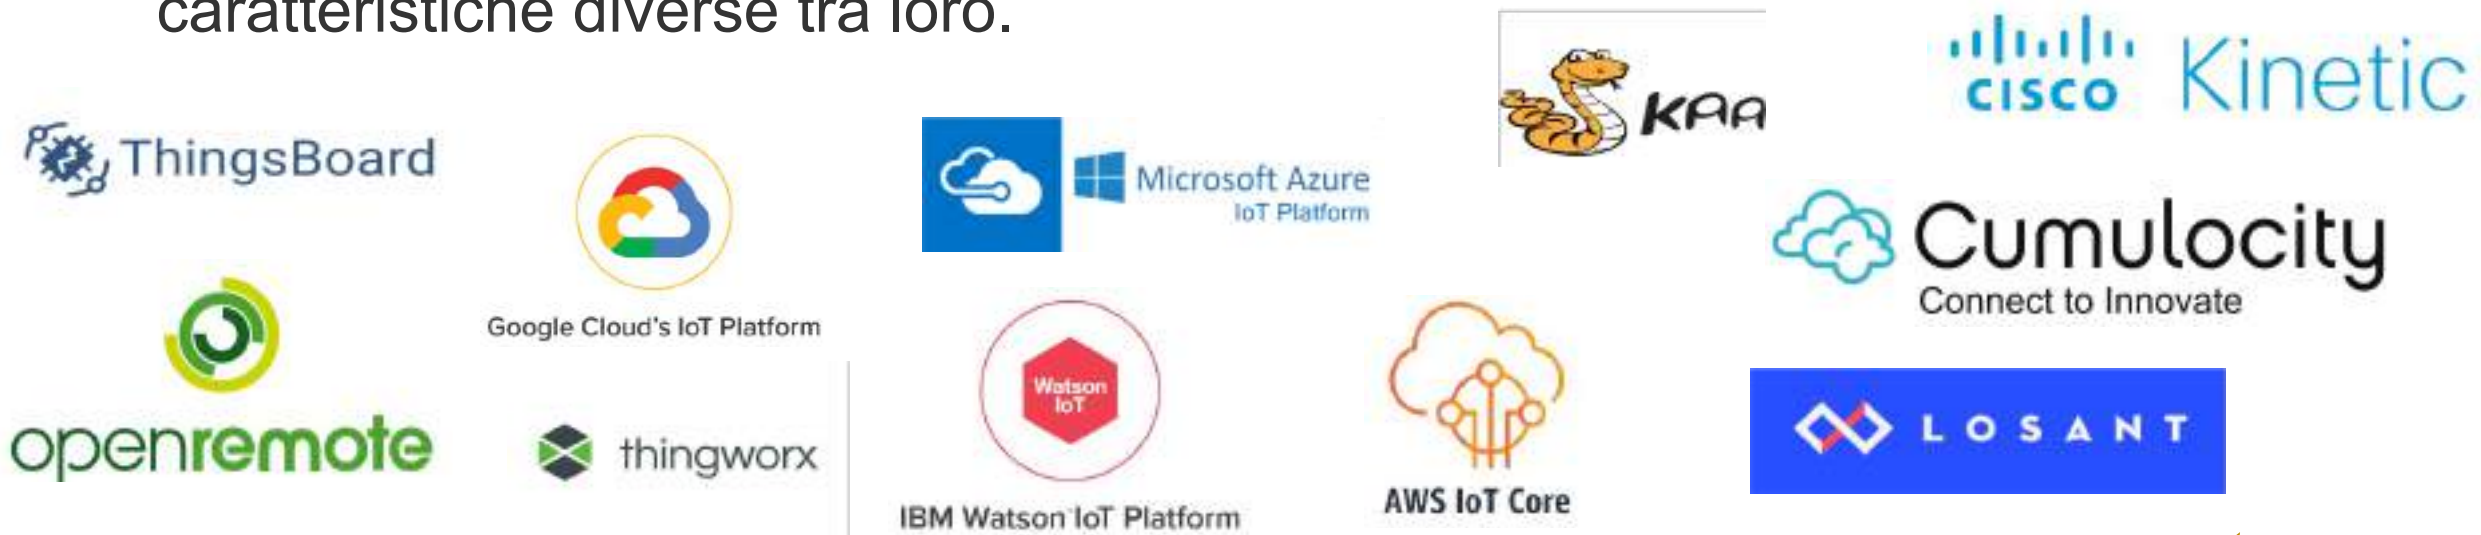 caratteristiche diverse tra loro.
KAA
CISCO Kinetic
ThingsBoard
Microsoft Azure
IoT Platform
Cumulocity
Connect to Innovate
Google Cloud's IoT Platform
openremote
thingworx
Watson
IoT
IBM Watson IoT Platform
AWS IoT Core
LOSANT